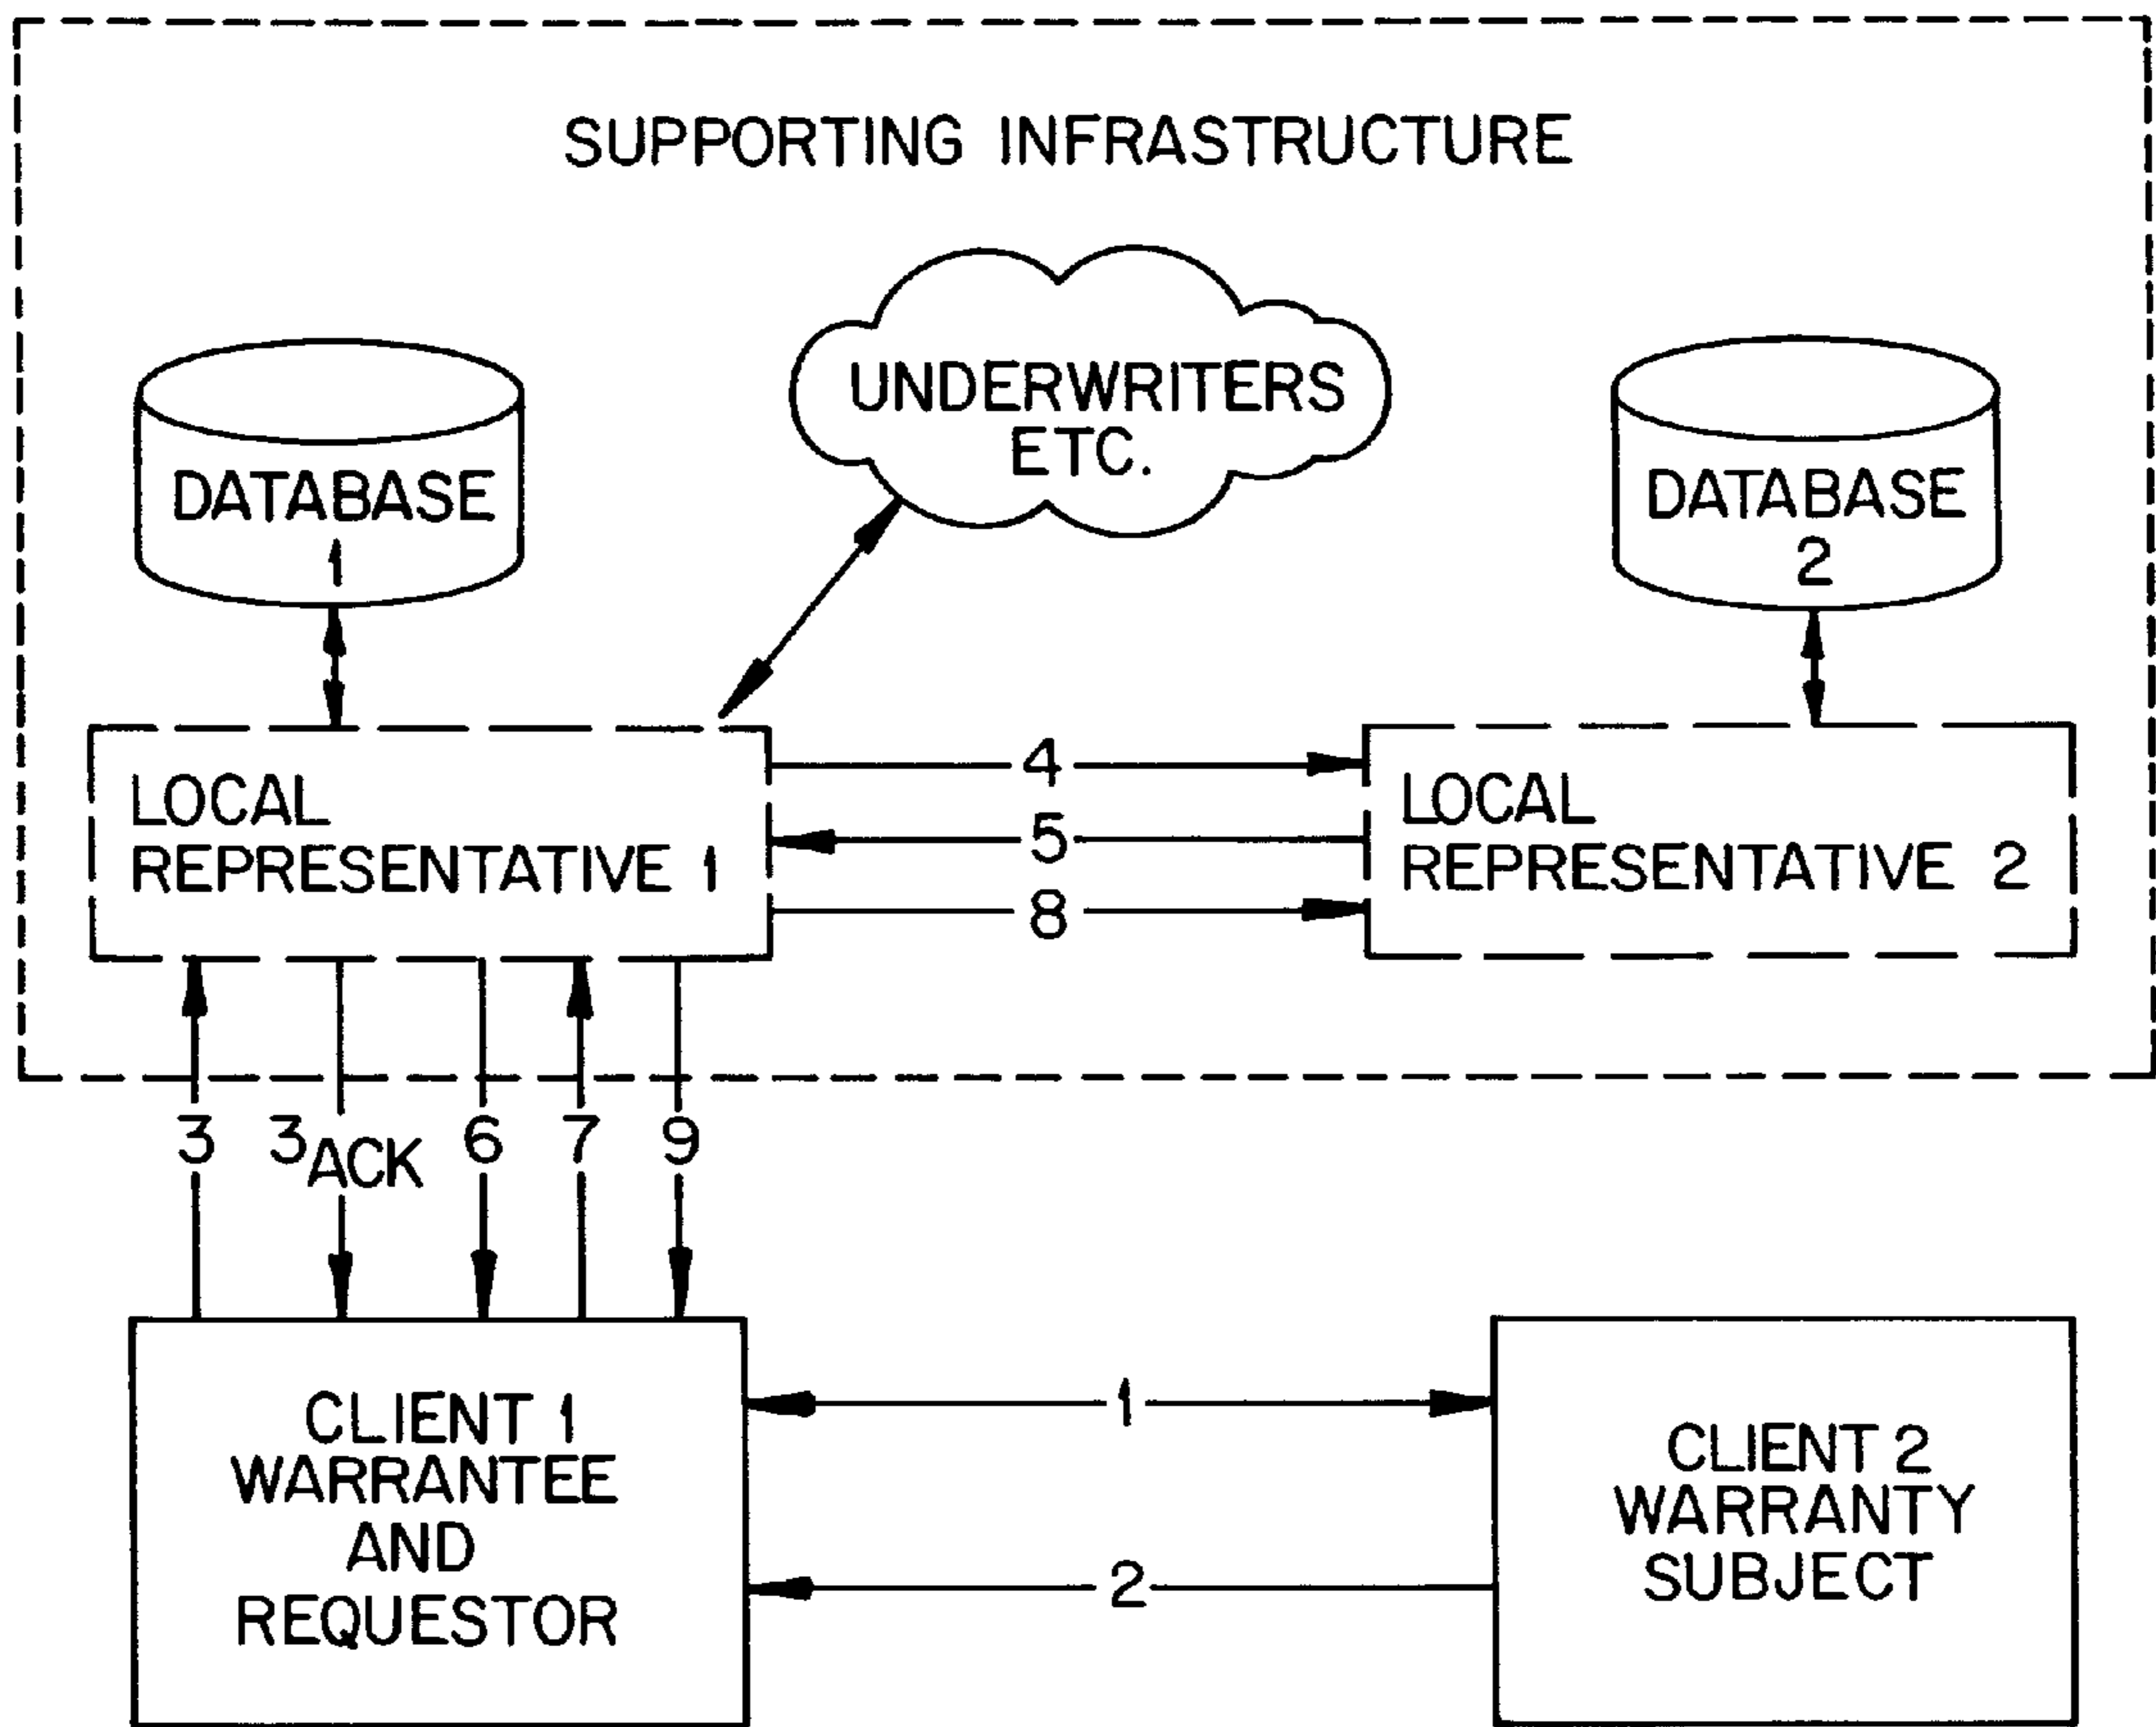 SUPPORTING INFRASTRUCTURE
UNDERWRITERS
ETC.
DATABASE
1
DATABASE
2
LOCAL
REPRESENTATIVE 1
4
5
8
LOCAL
REPRESENTATIVE 2
3
3ACK
6
7
9
CLIENT 1
WARRANTEE
AND
REQUESTOR
1
2
CLIENT 2
WARRANTY
SUBJECT